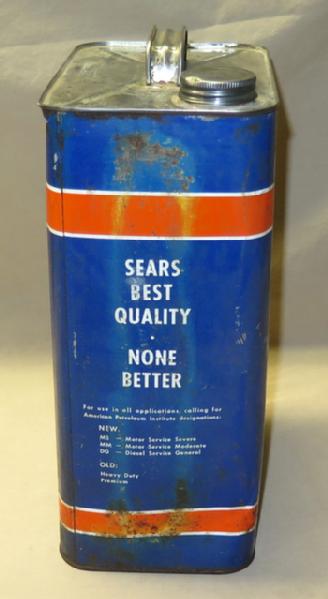 SEARS
BEST
QUALITY
·
NONE
BETTER
For use in all applications, calling for
American Petroleum Institute designations:
NEW:
MS — Motor Service Severe
MM — Motor Service Moderate
DG — Diesel Service General
OLD:
Heavy Duty
Premium